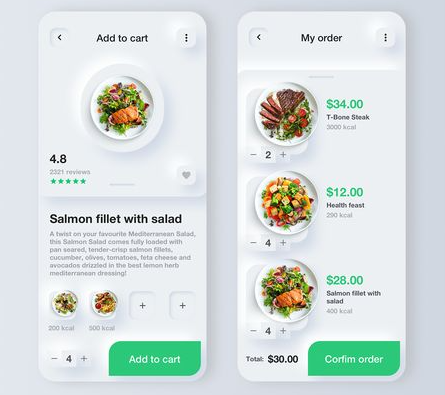 Add to cart
4.8
2321 reviews
Salmon fillet with salad
A twist on your favourite Mediterranean Salad,
this Salmon Salad comes fully loaded with
pan seared, tender-crisp salmon fillets,
cucumber, olives, tomatoes, feta cheese and
avocados drizzled in the best lemon herb
mediterranean dressing!
+ +
200 kcal 500 kcal
− 4 + Add to cart
My order
$34.00
T-Bone Steak
3000 kcal
− 2 +
$12.00
Health feast
290 kcal
− 4 +
$28.00
Salmon fillet with
salad
400 kcal
− 4 +
Total: $30.00 Corfim order